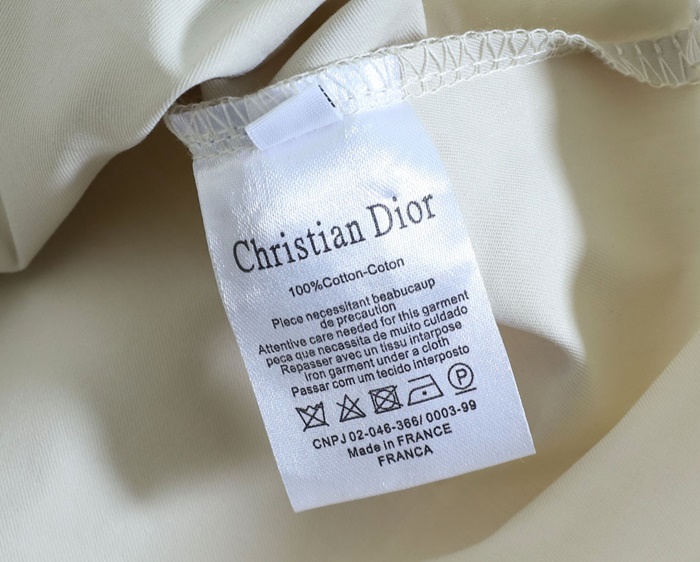 Christian Dior
100%Cotton-Coton
Piece necessitant beabucaup
de precaution
Attentive care needed for this garment
peca que necassita de muito cuidado
Repasser avec un tissu interpose
iron garment under a cloth
Passar com um tecido interposto
P
CNPJ 02-046-366/ 0003-99
Made in FRANCE
FRANCA